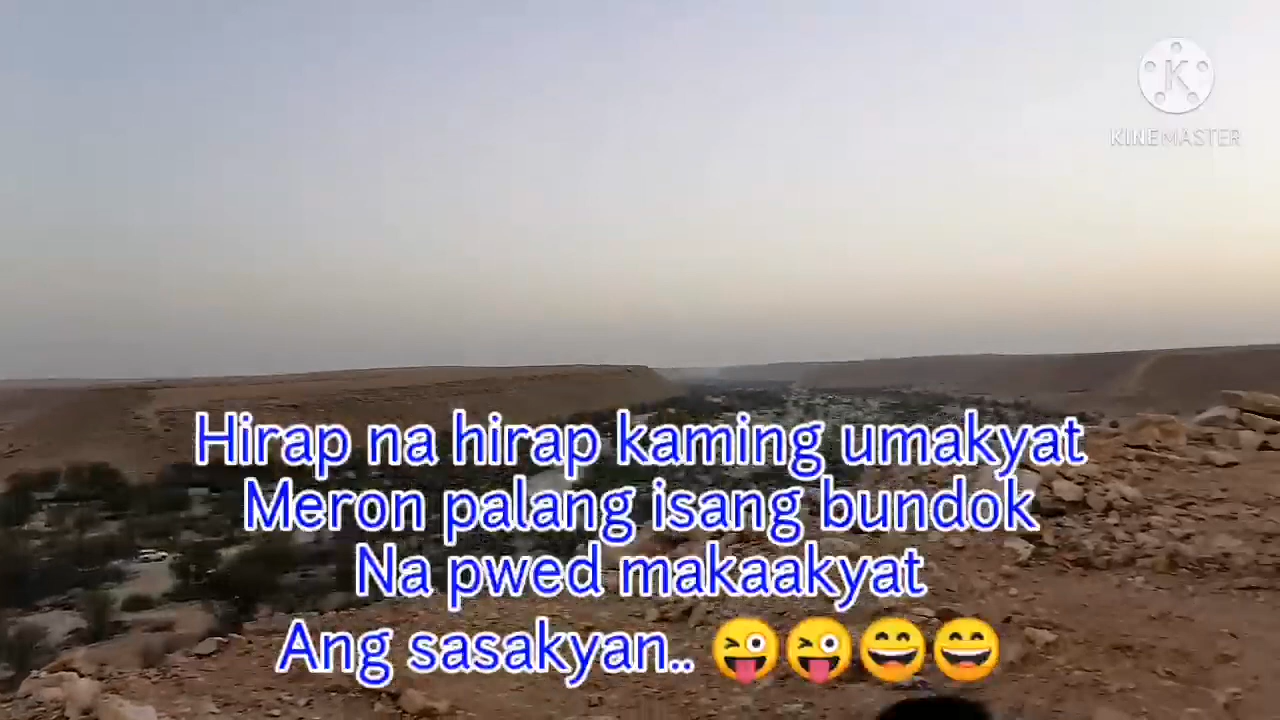 K
KINEMASTER
Hirap na hirap kaming umakyat
Meron palang isang bundok
Na pwed makaakyat
Ang sasakyan.. 😜😜😄😄